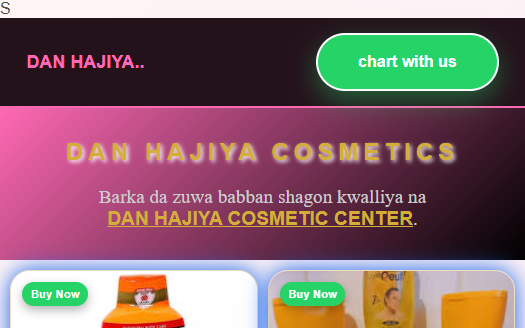 S
DAN HAJIYA..
chart with us
DAN HAJIYA COSMETICS
Barka da zuwa babban shagon kwalliya na
DAN HAJIYA COSMETIC CENTER.
Buy Now
Buy Now